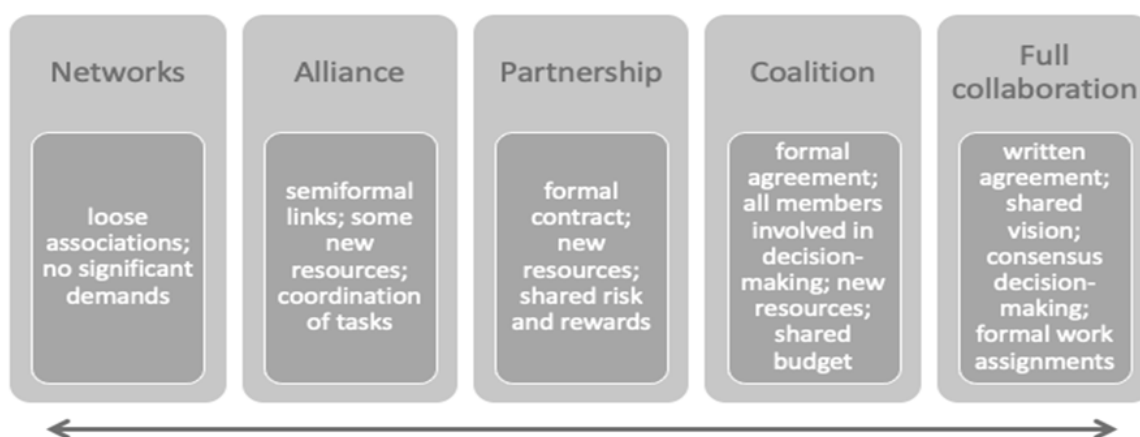 Networks
loose
associations;
no significant
demands
Alliance
semiformal
links; some
new
resources;
coordination
of tasks
Partnership
formal
contract;
new
resources;
shared risk
and rewards
Coalition
formal
agreement;
all members
involved in
decision-
making; new
resources;
shared
budget
Full
collaboration
written
agreement;
shared
vision;
consensus
decision-
making;
formal work
assignments